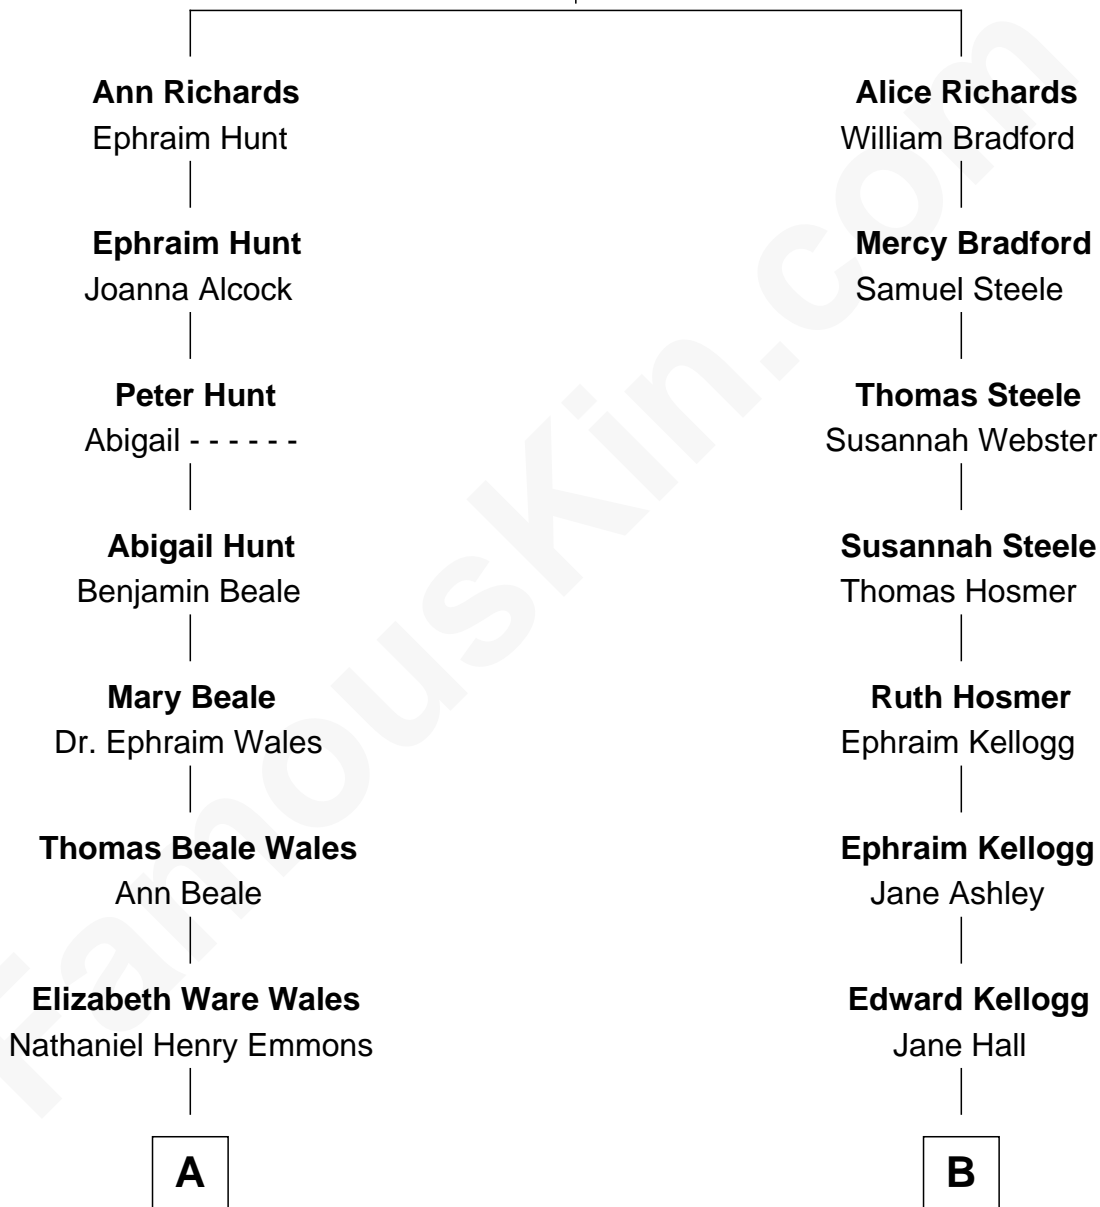 Ann Richards
Ephraim Hunt
Ephraim Hunt
Joanna Alcock
Peter Hunt
Abigail - - - - - -
Abigail Hunt
Benjamin Beale
Mary Beale
Dr. Ephraim Wales
Thomas Beale Wales
Ann Beale
Elizabeth Ware Wales
Nathaniel Henry Emmons
A
Alice Richards
William Bradford
Mercy Bradford
Samuel Steele
Thomas Steele
Susannah Webster
Susannah Steele
Thomas Hosmer
Ruth Hosmer
Ephraim Kellogg
Ephraim Kellogg
Jane Ashley
Edward Kellogg
Jane Hall
B
FamousKin.com